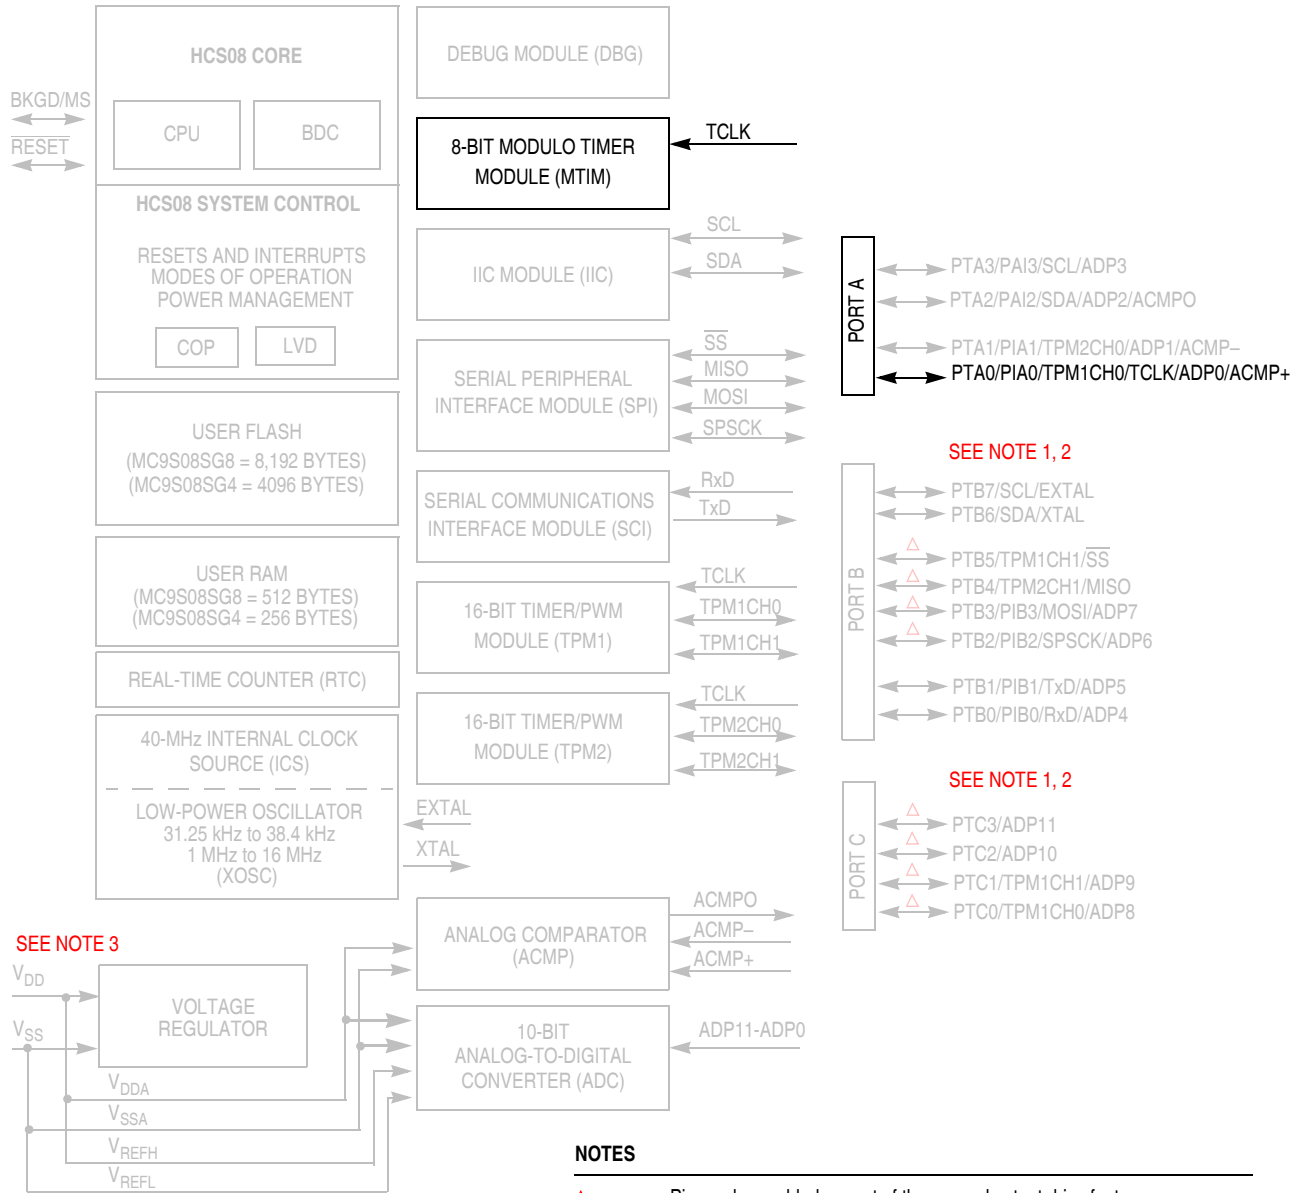 HCS08 CORE
BKGD/MS
RESET
CPU
BDC
HCS08 SYSTEM CONTROL
RESETS AND INTERRUPTS
MODES OF OPERATION
POWER MANAGEMENT
COP
LVD
USER FLASH
(MC9S08SG8 = 8,192 BYTES)
(MC9S08SG4 = 4096 BYTES)
USER RAM
(MC9S08SG8 = 512 BYTES)
(MC9S08SG4 = 256 BYTES)
REAL-TIME COUNTER (RTC)
40-MHz INTERNAL CLOCK
SOURCE (ICS)
LOW-POWER OSCILLATOR
31.25 kHz to 38.4 kHz
1 MHz to 16 MHz
(XOSC)
EXTAL
XTAL
SEE NOTE 3
VDD
VSS
VOLTAGE
REGULATOR
VDDA
VSSA
VREFH
VREFL
DEBUG MODULE (DBG)
8-BIT MODULO TIMER
MODULE (MTIM)
TCLK
IIC MODULE (IIC)
SCL
SDA
SERIAL PERIPHERAL
INTERFACE MODULE (SPI)
SS
MISO
MOSI
SPSCK
SERIAL COMMUNICATIONS
INTERFACE MODULE (SCI)
RxD
TxD
16-BIT TIMER/PWM
MODULE (TPM1)
TCLK
TPM1CH0
TPM1CH1
16-BIT TIMER/PWM
MODULE (TPM2)
TCLK
TPM2CH0
TPM2CH1
ANALOG COMPARATOR
(ACMP)
ACMPO
ACMP–
ACMP+
10-BIT
ANALOG-TO-DIGITAL
CONVERTER (ADC)
ADP11-ADP0
PORT A
PTA3/PAI3/SCL/ADP3
PTA2/PAI2/SDA/ADP2/ACMPO
PTA1/PIA1/TPM2CH0/ADP1/ACMP–
PTA0/PIA0/TPM1CH0/TCLK/ADP0/ACMP+
SEE NOTE 1, 2
PORT B
PTB7/SCL/EXTAL
PTB6/SDA/XTAL
△ PTB5/TPM1CH1/SS
△ PTB4/TPM2CH1/MISO
△ PTB3/PIB3/MOSI/ADP7
△ PTB2/PIB2/SPSCK/ADP6
PTB1/PIB1/TxD/ADP5
PTB0/PIB0/RxD/ADP4
SEE NOTE 1, 2
PORT C
△ PTC3/ADP11
△ PTC2/ADP10
△ PTC1/TPM1CH1/ADP9
△ PTC0/TPM1CH0/ADP8
NOTES